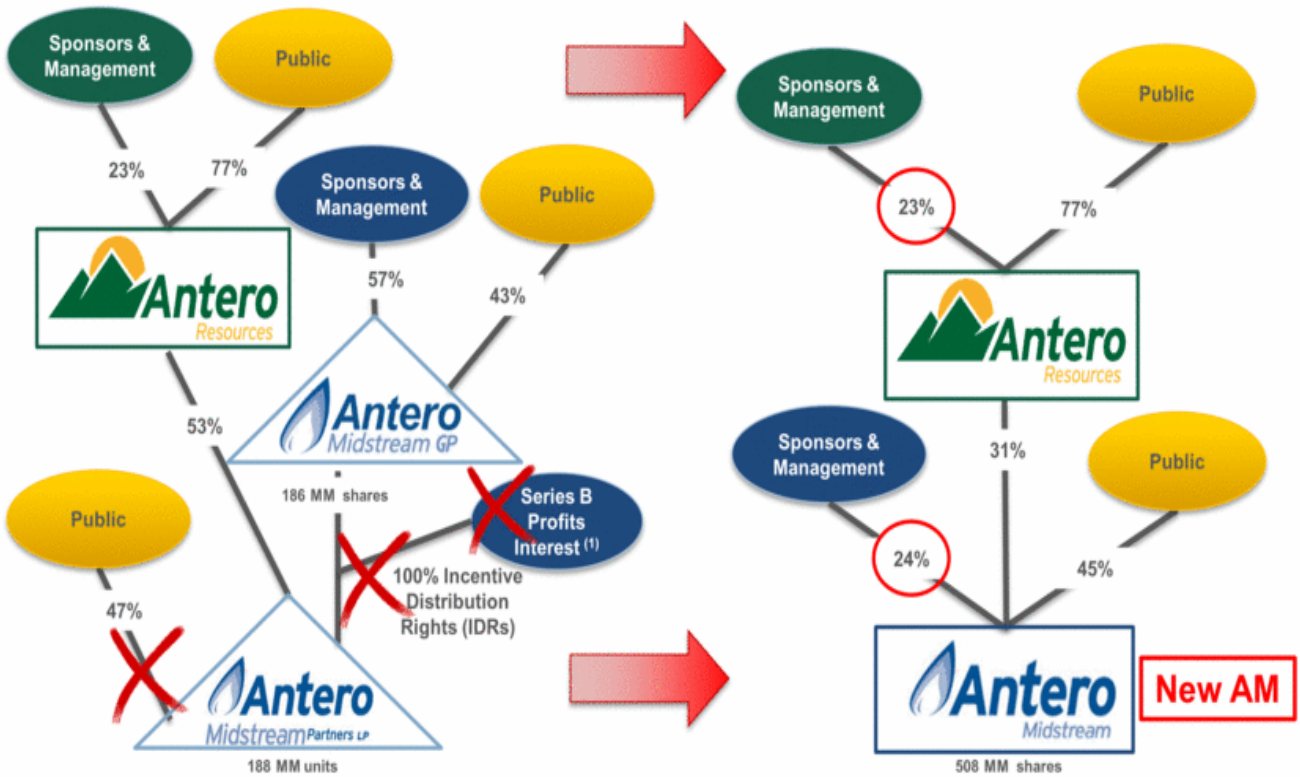 Sponsors &
Management
Public
23%
77%
Antero
Resources
Sponsors &
Management
Public
57%
43%
Antero
Midstream GP
186 MM shares
53%
Series B
Profits
Interest (1)
100% Incentive
Distribution
Rights (IDRs)
Public
47%
Antero
Midstream Partners LP
188 MM units
Sponsors &
Management
Public
23%
77%
Antero
Resources
Sponsors &
Management
31%
Public
24%
45%
Antero
Midstream
New AM
508 MM shares